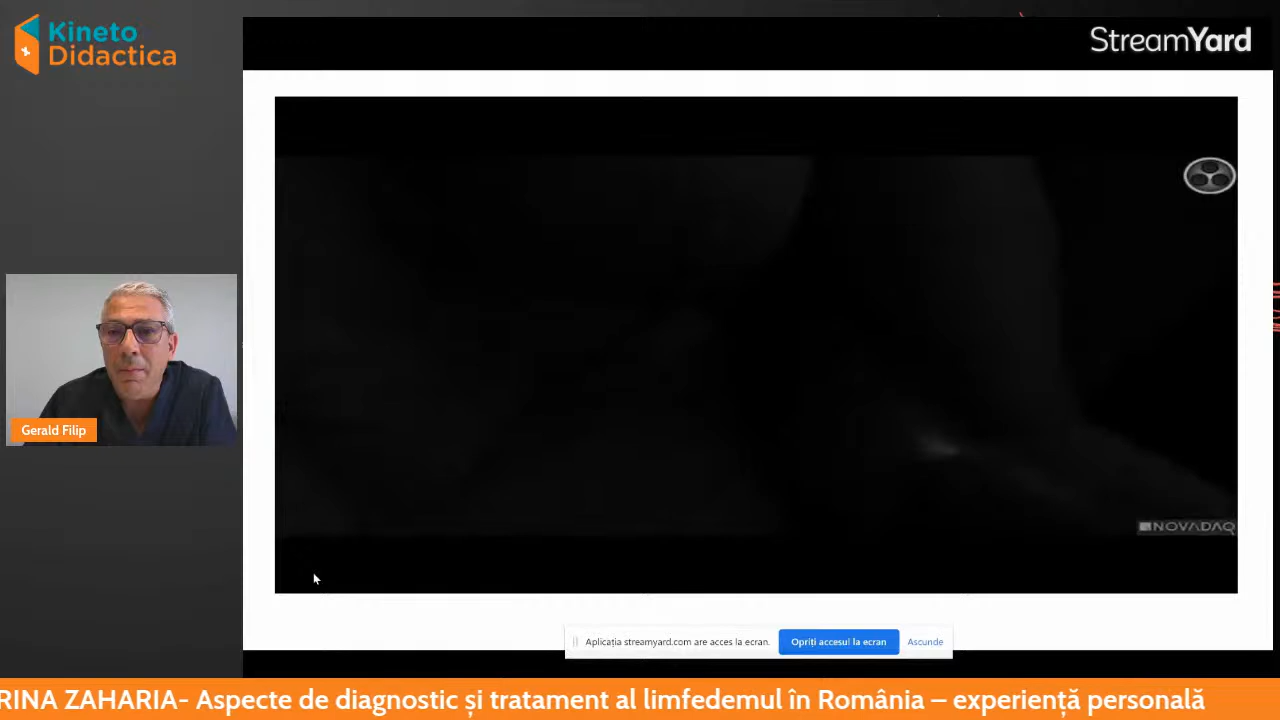 Kineto
Didactica
StreamYard
NOVADAQ
Gerald Filip
Aplicația streamyard.com are acces la ecran.
Opriți accesul la ecran
Ascunde
RINA ZAHARIA- Aspecte de diagnostic și tratament al limfedemul în România – experiență personală